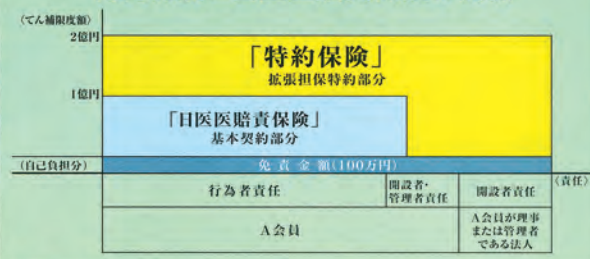 (てん補限度額)
2億円
「特約保険」
拡張担保特約部分
1億円
「日医医賠責保険」
基本契約部分
(自己負担分)
免責金額(100万円)
(責任)
行為者責任
開設者・
管理者責任
開設者責任
A会員
A会員が理事
または管理者
である法人